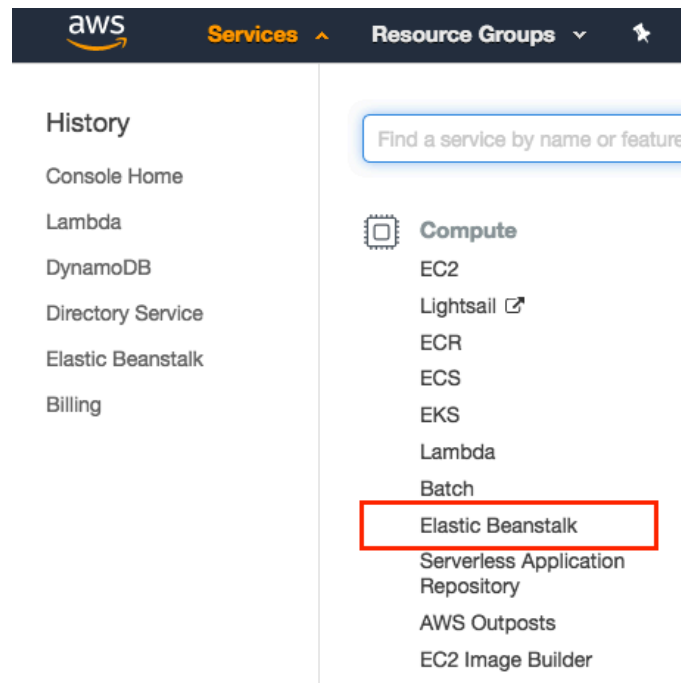 aws Services Resource Groups
History
Console Home
Lambda
DynamoDB
Directory Service
Elastic Beanstalk
Billing
Find a service by name or feature
Compute
EC2
Lightsail
ECR
ECS
EKS
Lambda
Batch
Elastic Beanstalk
Serverless Application
Repository
AWS Outposts
EC2 Image Builder